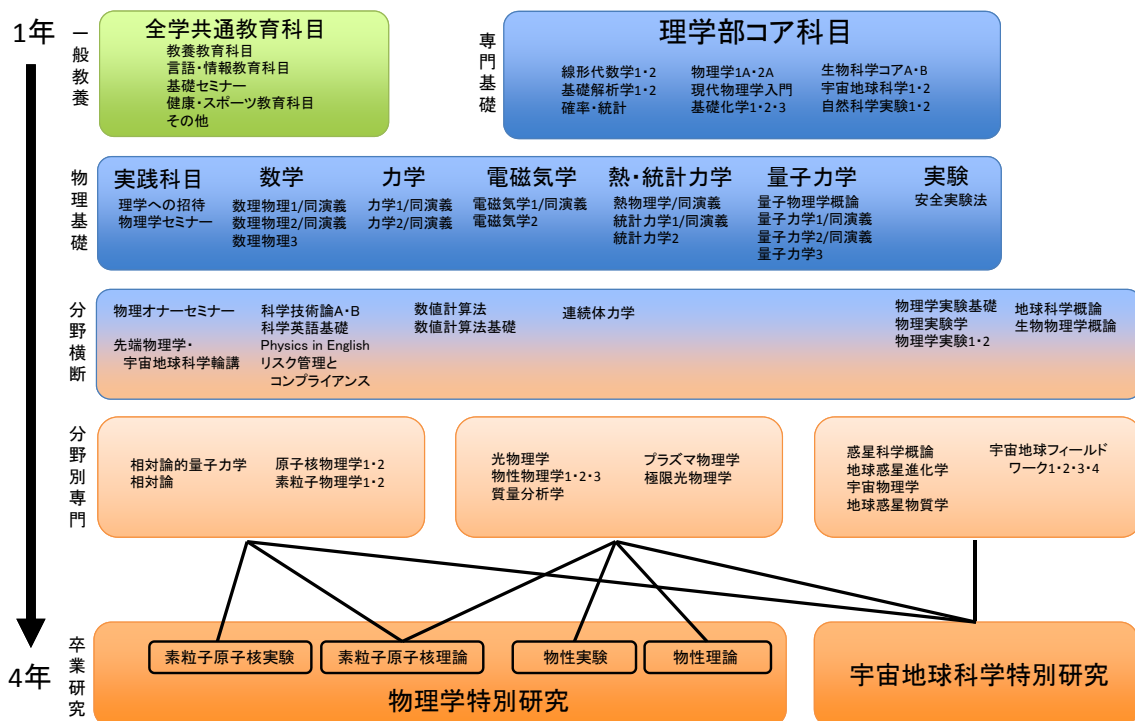 1年
一般教養
全学共通教育科目
教養教育科目
言語・情報教育科目
基礎セミナー
健康・スポーツ教育科目
その他
専門基礎
理学部コア科目
線形代数学1・2
基礎解析学1・2
確率・統計
物理学1A・2A
現代物理学入門
基礎化学1・2・3
生物科学コアA・B
宇宙地球科学1・2
自然科学実験1・2
物理基礎
実践科目
理学への招待
物理学セミナー
数学
数理物理1/同演義
数理物理2/同演義
数理物理3
力学
力学1/同演義
力学2/同演義
電磁気学
電磁気学1/同演義
電磁気学2
熱・統計力学
熱物理学/同演義
統計力学1/同演義
統計力学2
量子力学
量子物理学概論
量子力学1/同演義
量子力学2/同演義
量子力学3
実験
安全実験法
分野横断
物理オナーセミナー
先端物理学・
宇宙地球科学輪講
科学技術論A・B
科学英語基礎
Physics in English
リスク管理と
コンプライアンス
数値計算法
数値計算法基礎
連続体力学
物理学実験基礎
物理実験学
物理学実験1・2
地球科学概論
生物物理学概論
分野別専門
相対論的量子力学
相対論
原子核物理学1・2
素粒子物理学1・2
光物理学
物性物理学1・2・3
質量分析学
プラズマ物理学
極限光物理学
惑星科学概論
地球惑星進化学
宇宙物理学
地球惑星物質学
宇宙地球フィールド
ワーク1・2・3・4
4年
卒業研究
素粒子原子核実験
素粒子原子核理論
物性実験
物性理論
物理学特別研究
宇宙地球科学特別研究